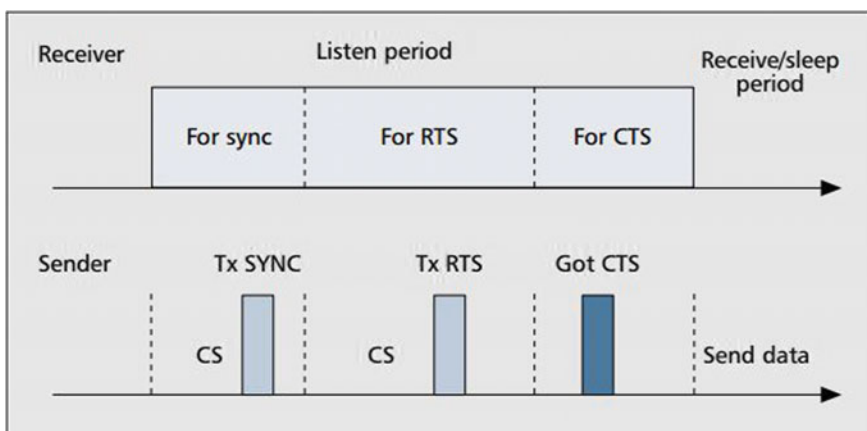 Receiver
Listen period
Receive/sleep
period
For sync
For RTS
For CTS
Sender
Tx SYNC
Tx RTS
Got CTS
CS
CS
Send data